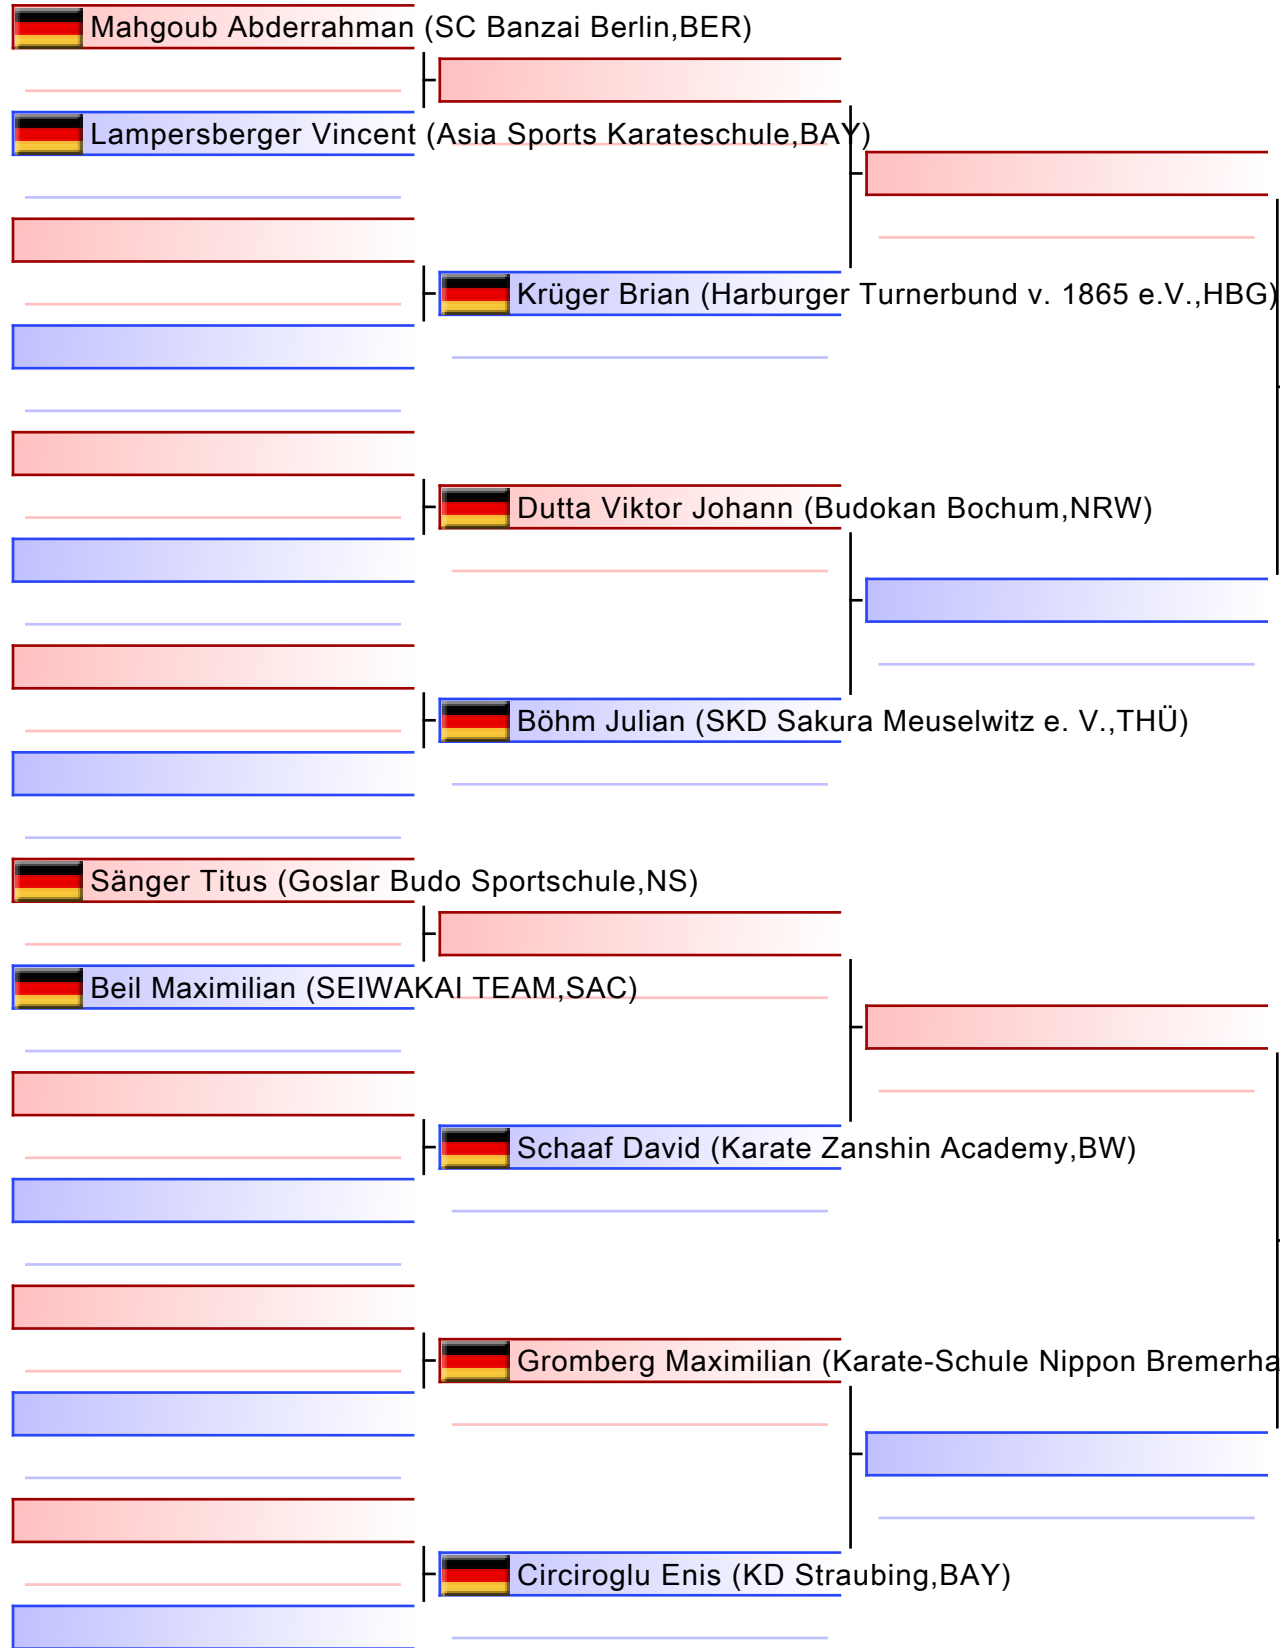 Mahgoub Abderrahman (SC Banzai Berlin,BER)
Lampersberger Vincent (Asia Sports Karateschule,BAY)
Krüger Brian (Harburger Turnerbund v. 1865 e.V.,HBG)
Dutta Viktor Johann (Budokan Bochum,NRW)
Böhm Julian (SKD Sakura Meuselwitz e. V.,THÜ)
Sänger Titus (Goslar Budo Sportschule,NS)
Beil Maximilian (SEIWAKAI TEAM,SAC)
Schaaf David (Karate Zanshin Academy,BW)
Gromberg Maximilian (Karate-Schule Nippon Bremerha
Circiroglu Enis (KD Straubing,BAY)